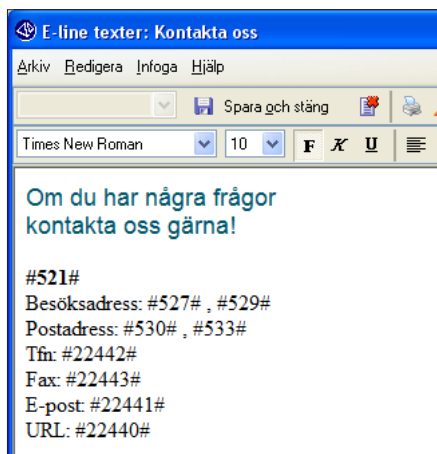 E-line texter: Kontakta oss
Arkiv Redigera Infoga Hjälp
Spara och stäng
Times New Roman 10 F K U
Om du har några frågor
kontakta oss gärna!
#521#
Besöksadress: #527# , #529#
Postadress: #530# , #533#
Tfn: #22442#
Fax: #22443#
E-post: #22441#
URL: #22440#